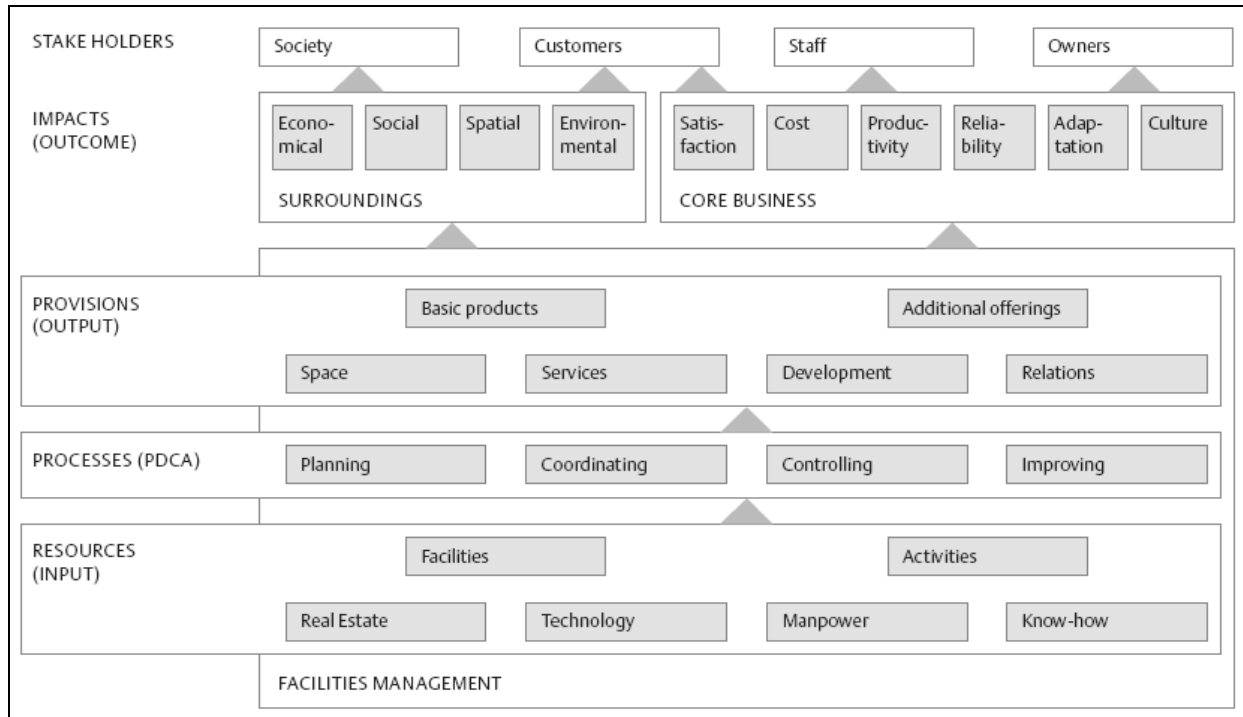 STAKE HOLDERS
Society
Customers
Staff
Owners
IMPACTS
(OUTCOME)
Econo-
mical
Social
Spatial
Environ-
mental
Satis-
faction
Cost
Produc-
tivity
Relia-
bility
Adap-
tation
Culture
SURROUNDINGS
CORE BUSINESS
PROVISIONS
(OUTPUT)
Basic products
Additional offerings
Space
Services
Development
Relations
PROCESSES (PDCA)
Planning
Coordinating
Controlling
Improving
RESOURCES
(INPUT)
Facilities
Activities
Real Estate
Technology
Manpower
Know-how
FACILITIES MANAGEMENT